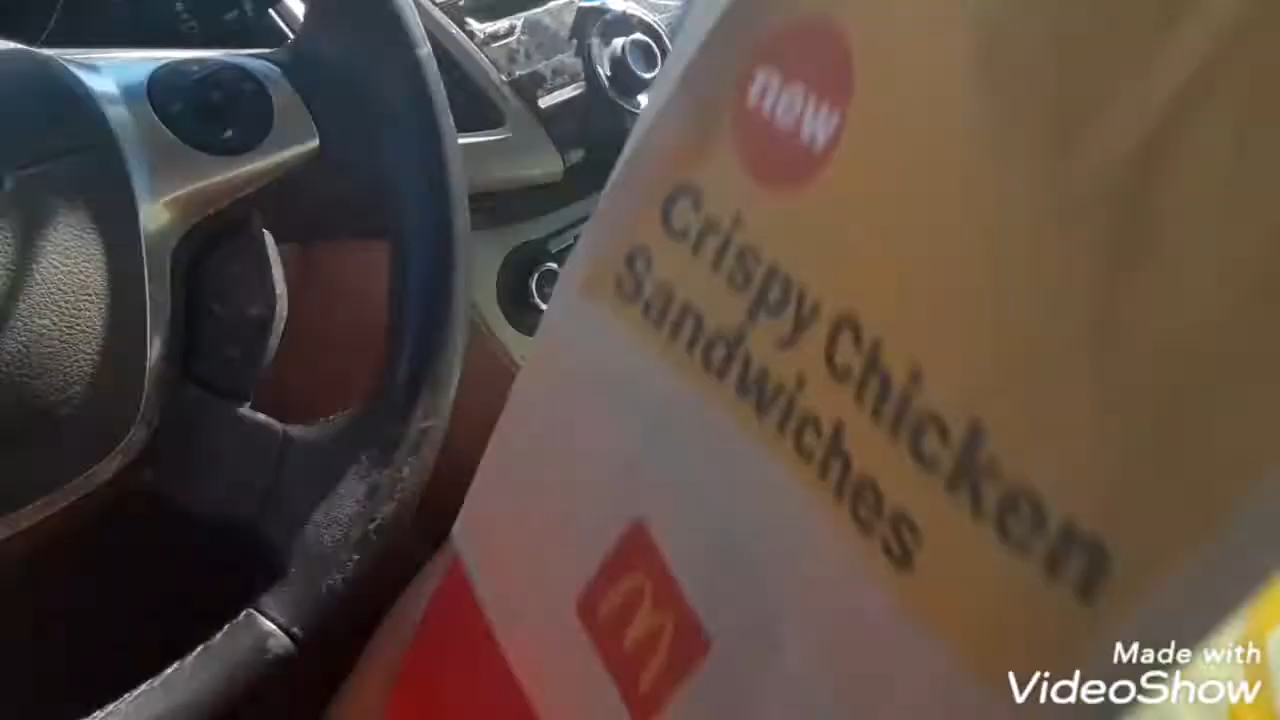 new
Crispy Chicken
Sandwiches
M
Made with
VideoShow